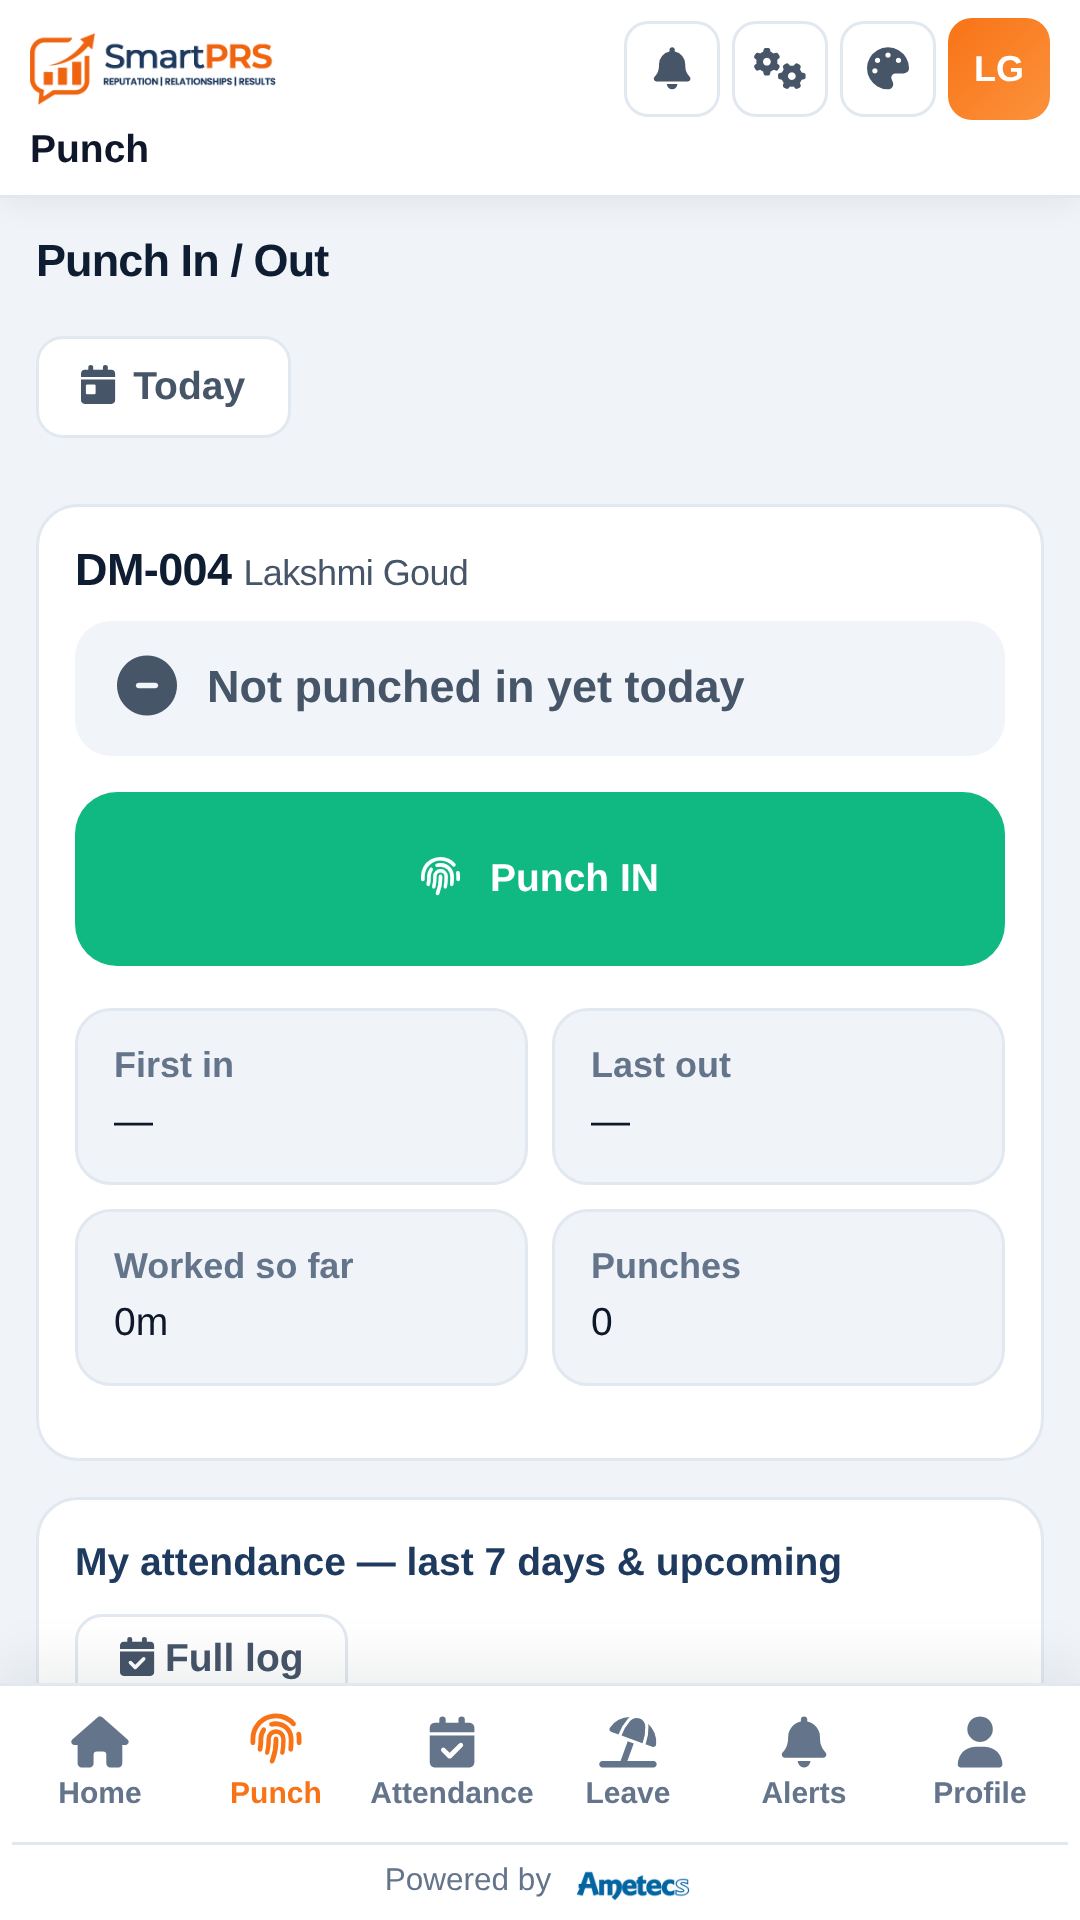 SmartPRS
REPUTATION | RELATIONSHIPS | RESULTS
LG
Punch
Punch In / Out
Today
DM-004 Lakshmi Goud
Not punched in yet today
Punch IN
First in
—
Last out
—
Worked so far
0m
Punches
0
My attendance — last 7 days & upcoming
Full log
Home
Punch
Attendance
Leave
Alerts
Profile
Powered by Ametecs